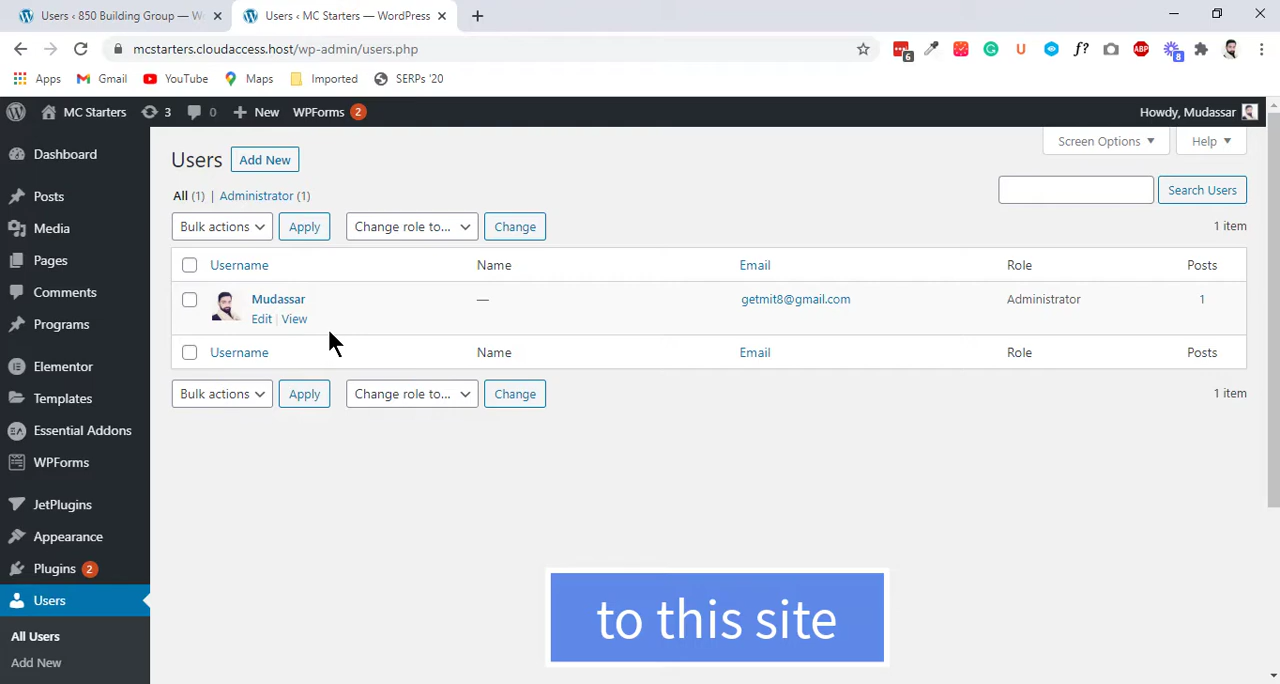 Users ‹ 850 Building Group — W
Users ‹ MC Starters — WordPress
mcstarters.cloudaccess.host/wp-admin/users.php
6
f?
ABP
8
Apps
Gmail
YouTube
Maps
Imported
SERPs '20
MC Starters
3
0
New
WPForms 2
Howdy, Mudassar
Dashboard
Posts
Media
Pages
Comments
Programs
Elementor
Templates
Essential Addons
WPForms
JetPlugins
Appearance
Plugins 2
Users
All Users
Add New
Screen Options
Help
Users
Add New
All (1) | Administrator (1)
Search Users
Bulk actions
Apply
Change role to...
Change
1 item
Username Name Email Role Posts
Mudassar — getmit8@gmail.com Administrator 1
Edit | View
Username Name Email Role Posts
Bulk actions
Apply
Change role to...
Change
1 item
to this site